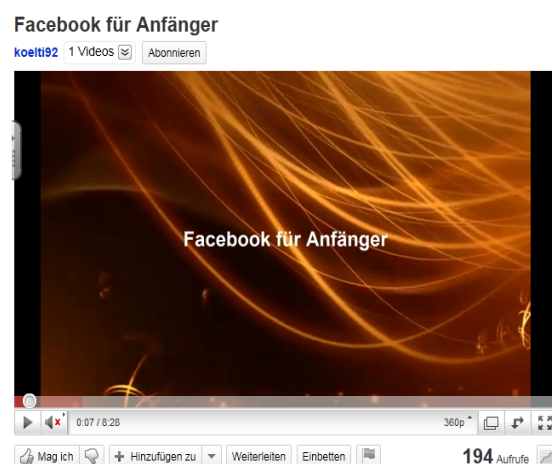 Facebook für Anfänger
koelti92 1 Videos Abonnieren
Facebook für Anfänger
0:07 / 8:28 360p
Mag ich Hinzufügen zu Weiterleiten Einbetten 194 Aufrufe